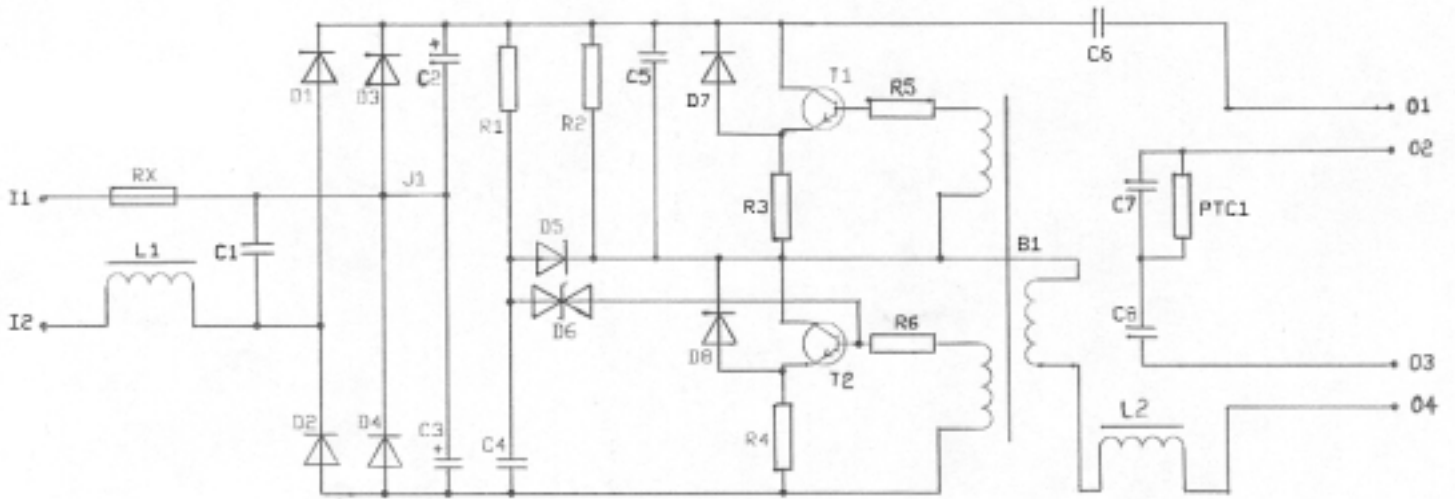 C6
T1
R5
D1
D3
C2
R1
R2
C5
D7
O1
O2
RX
J1
I1
R3
C7
PTC1
L1
C1
D5
B1
I2
D6
D8
R6
C8
T2
O3
L2
O4
D2
D4
C3
C4
R4